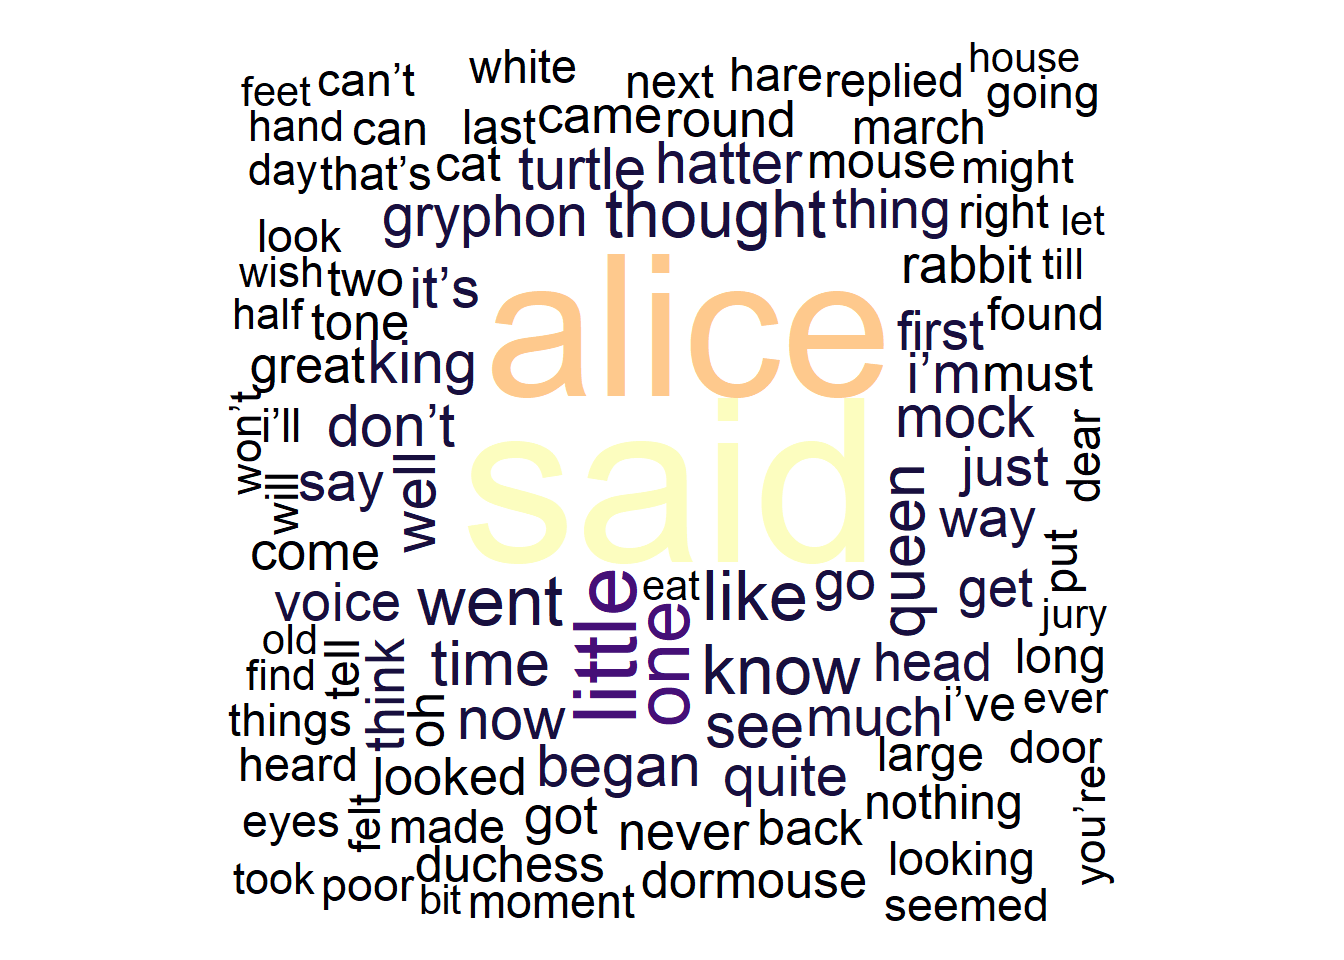 feet can’t white next hare replied house going
hand can last came round march
day that’s cat turtle hatter mouse might
gryphon thought thing right let
look
wish two it’s alice rabbit till
half tone first found
great king i’m must
won’t i’ll don’t said mock dear
will say well queen just
come way put
voice went little eat like go get jury
old tell think time one know head long
find
things oh now see much i’ve ever
heard looked began quite large door you’re
eyes felt made got never back nothing
took poor duchess dormouse looking
bit moment seemed